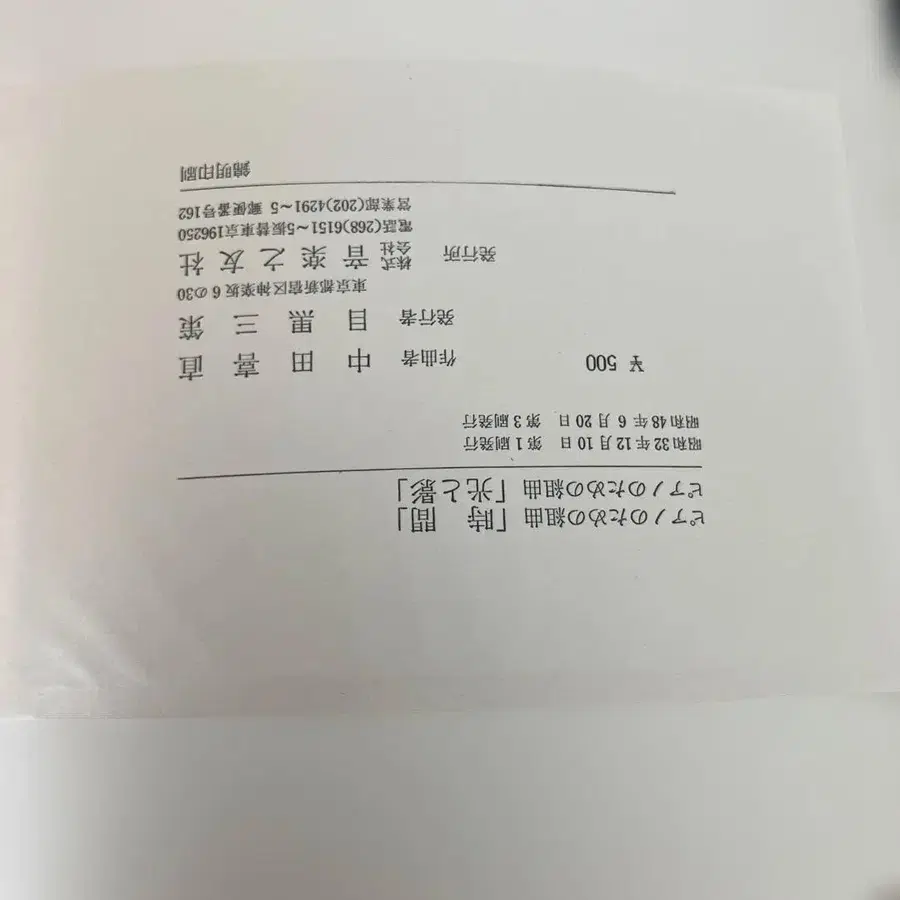 ピアノのための組曲「時　間」
ピアノのための組曲「光と影」
昭和32年12月10日　第1刷発行
昭和48年6月20日　第3刷発行
¥500
作曲者　中田喜直
発行者　目黒三策
東京都新宿区神楽坂6の30
発行所　株式会社　音楽之友社
電話(268)6151〜5振替東京196250
営業部(202)4291〜5　郵便番号162
錦明印刷